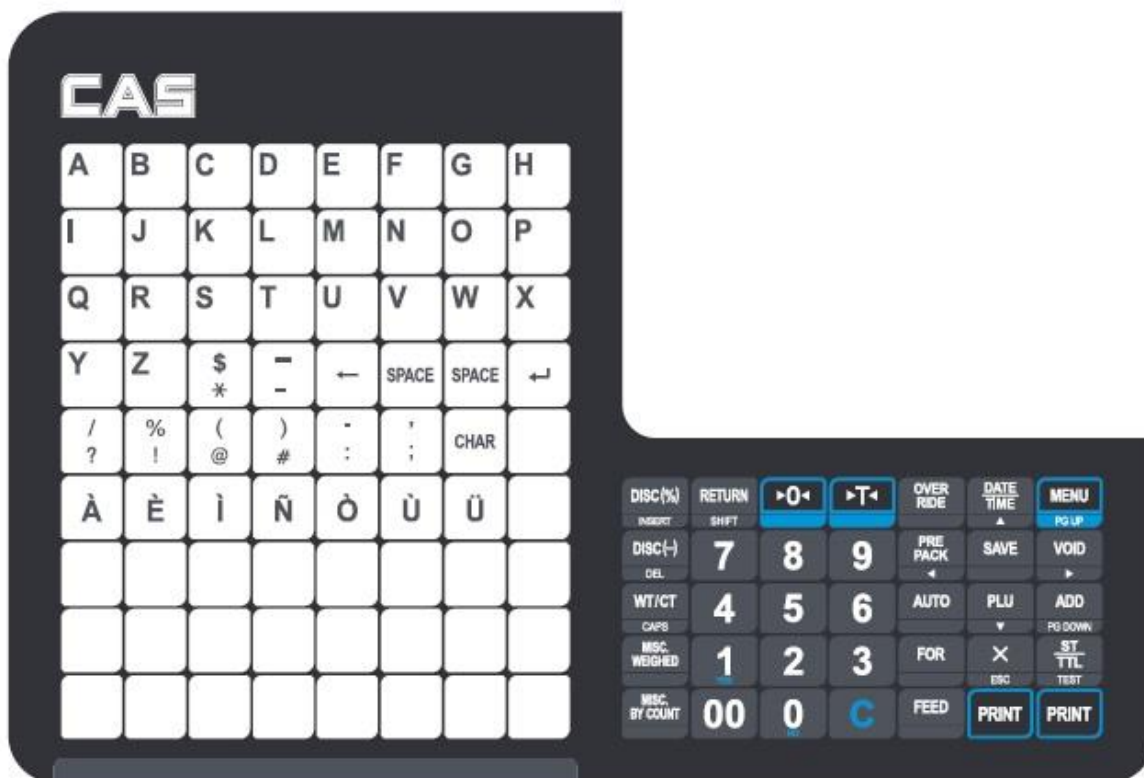 CAS
A B C D E F G H
I J K L M N O P
Q R S T U V W X
Y Z $ * – - ← SPACE SPACE ↵
/ ? % ! ( @ ) # - : ' ; CHAR
À È Ì Ñ Ò Ù Ü
DISC(%) INSERT RETURN SHIFT ►0◄ ►T◄ OVER RIDE DATE TIME ▲ MENU PG UP
DISC(–) DEL 7 8 9 PRE PACK ◄ SAVE VOID ►
WT/CT CAPS 4 5 6 AUTO PLU ▼ ADD PG DOWN
MISC. WEIGHED 1 2 3 FOR × ESC ST TTL TEST
MISC. BY COUNT 00 0 C FEED PRINT PRINT